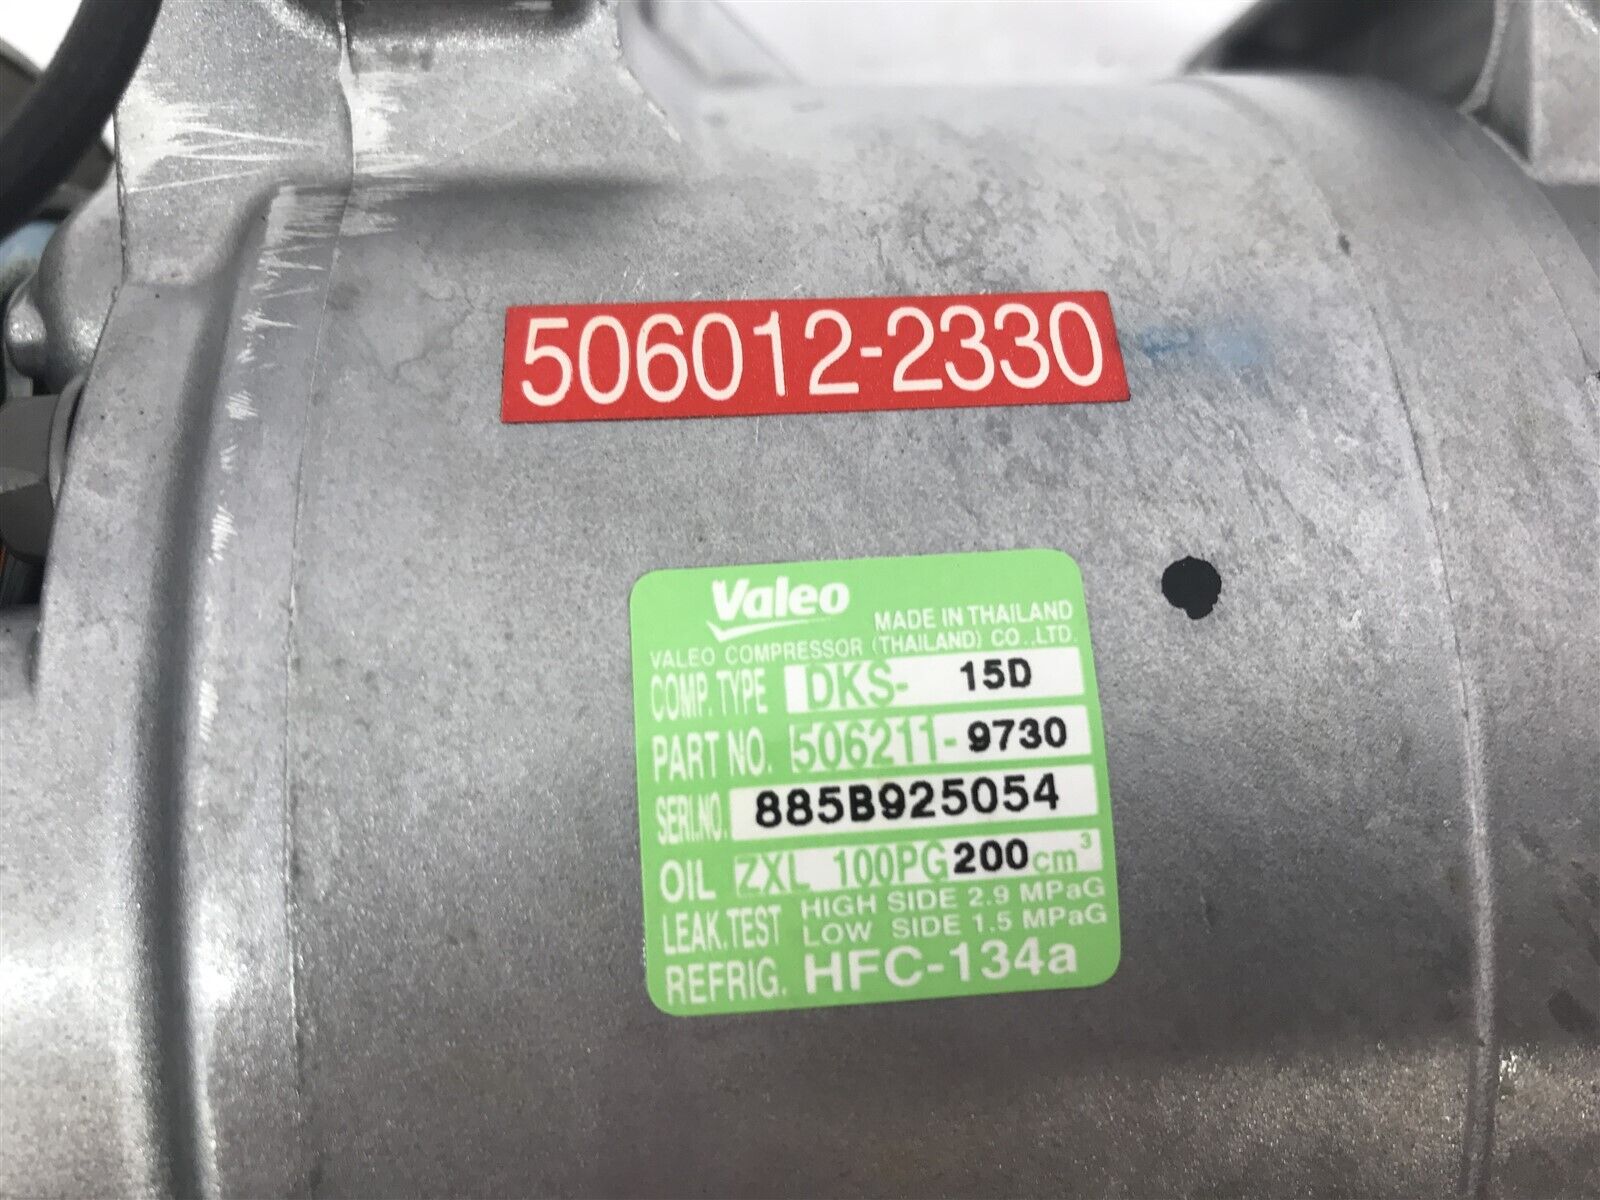 506012-2330
Valeo
MADE IN THAILAND
VALEO COMPRESSOR (THAILAND) CO.,LTD.
COMP. TYPE DKS- 15D
PART NO. 506211-9730
SERI.NO. 885B925054
OIL ZXL 100PG 200cm³
LEAK.TEST HIGH SIDE 2.9 MPaG
LOW SIDE 1.5 MPaG
REFRIG. HFC-134a